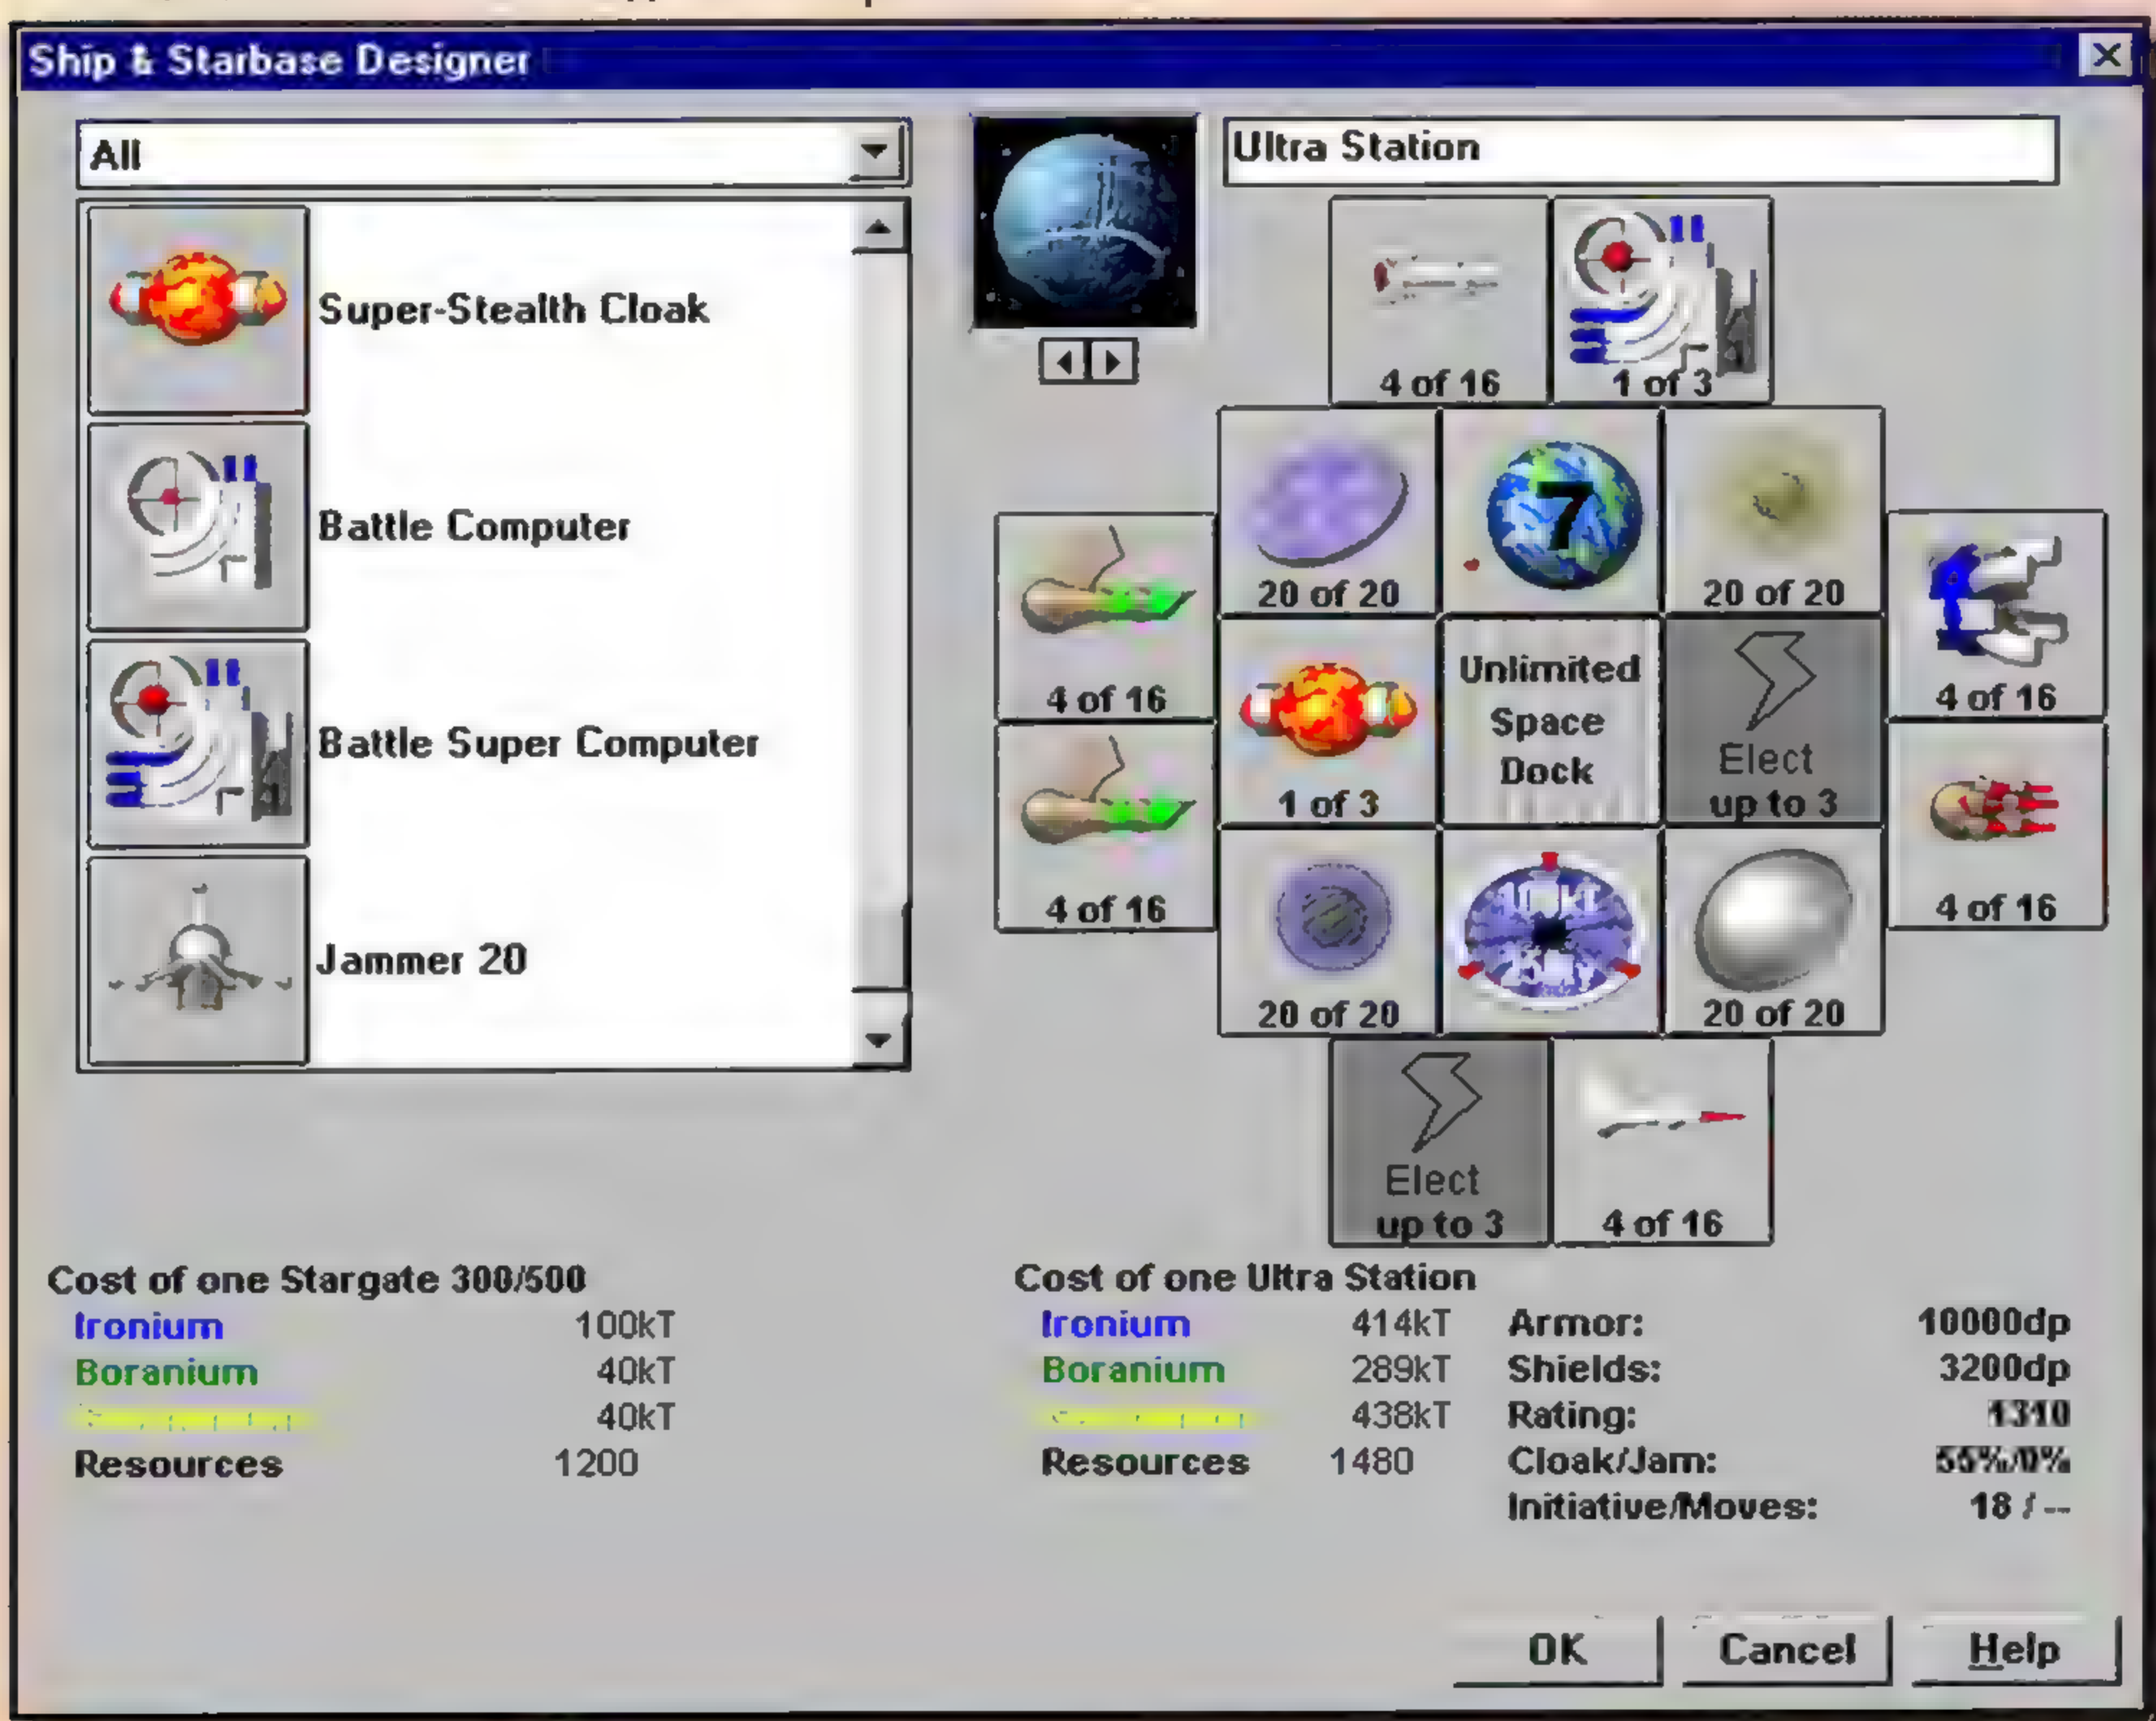 Ship & Starbase Designer
All
Super-Stealth Cloak
Battle Computer
Battle Super Computer
Jammer 20
Ultra Station
4 of 16
1 of 3
20 of 20
7
20 of 20
4 of 16
4 of 16
1 of 3
Unlimited
Space
Dock
Elect
up to 3
4 of 16
4 of 16
20 of 20
20 of 20
Elect
up to 3
4 of 16
Cost of one Stargate 300/500
Ironium 100kT
Boranium 40kT
40kT
Resources 1200
Cost of one Ultra Station
Ironium 414kT
Boranium 289kT
438kT
Resources 1480
Armor: 10000dp
Shields: 3200dp
Rating: 1310
Cloak/Jam: 55%/0%
Initiative/Moves: 18 / --
OK
Cancel
Help